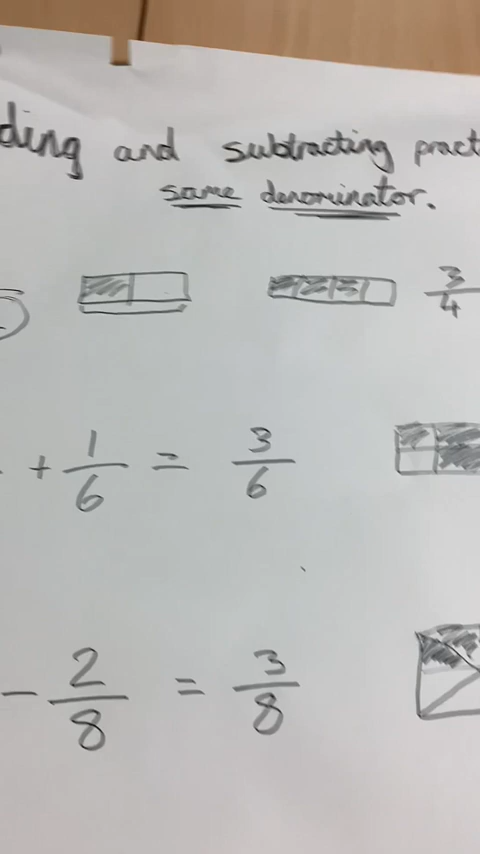 ding and subtracting pract
same denominator.
3/4
+ 1/6 = 3/6
- 2/8 = 3/8